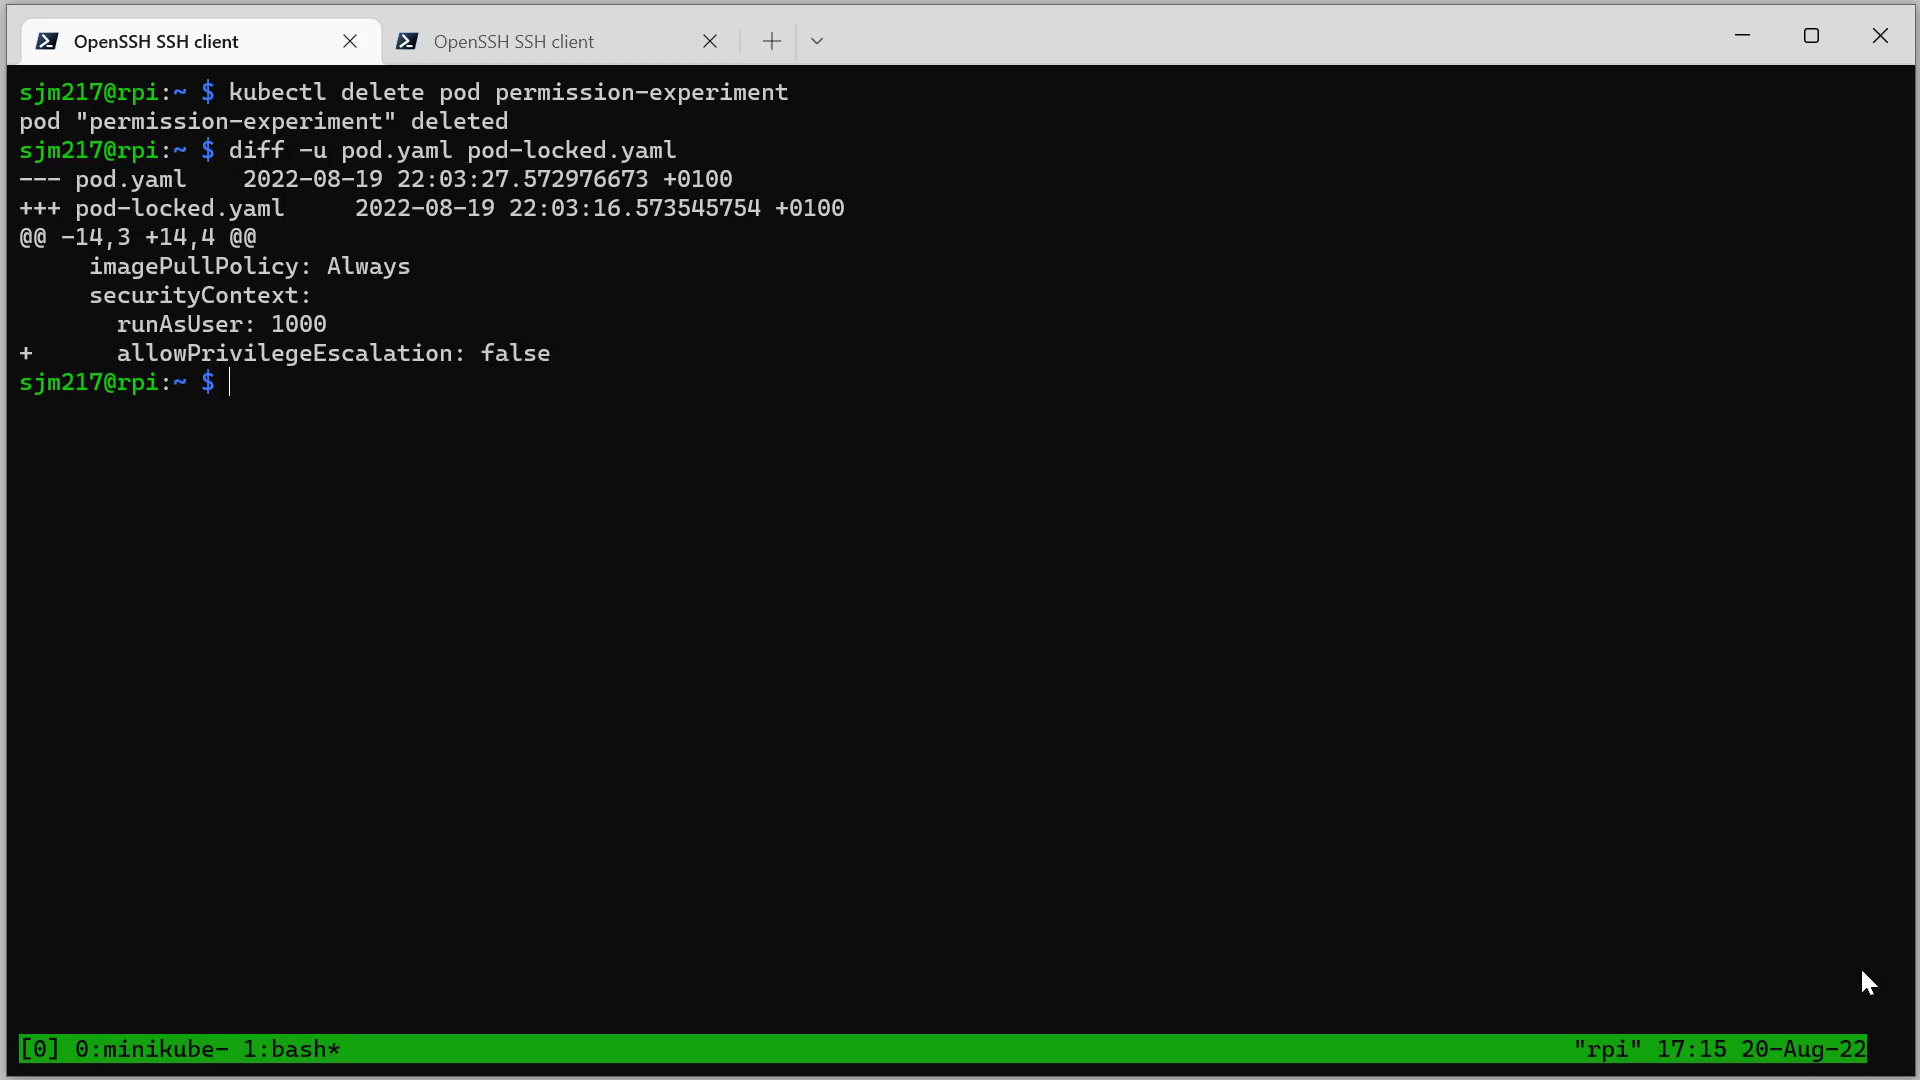 OpenSSH SSH client OpenSSH SSH client
sjm217@rpi:~ $ kubectl delete pod permission-experiment
pod "permission-experiment" deleted
sjm217@rpi:~ $ diff -u pod.yaml pod-locked.yaml
--- pod.yaml    2022-08-19 22:03:27.572976673 +0100
+++ pod-locked.yaml     2022-08-19 22:03:16.573545754 +0100
@@ -14,3 +14,4 @@
     imagePullPolicy: Always
     securityContext:
       runAsUser: 1000
+      allowPrivilegeEscalation: false
sjm217@rpi:~ $
[0] 0:minikube- 1:bash* "rpi" 17:15 20-Aug-22